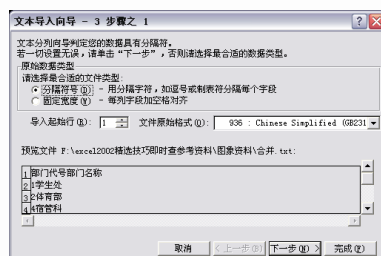 文本导入向导 - 3 步骤之 1
文本分列向导判定您的数据具有分隔符。
若一切设置无误，请单击“下一步”，否则请选择最合适的数据类型。
原始数据类型
请选择最合适的文件类型:
分隔符号(D) - 用分隔字符，如逗号或制表符分隔每个字段
固定宽度(W) - 每列字段加空格对齐
导入起始行(R): 1 文件原始格式(O): 936 : Chinese Simplified (GB231
预览文件 F:\excel2002精选技巧即时查参考资料\图象资料\合并.txt:
1 部门代号部门名称
2 1学生处
3 2体育部
4 4宿管科
取消 < 上一步(B) 下一步(N) > 完成(F)